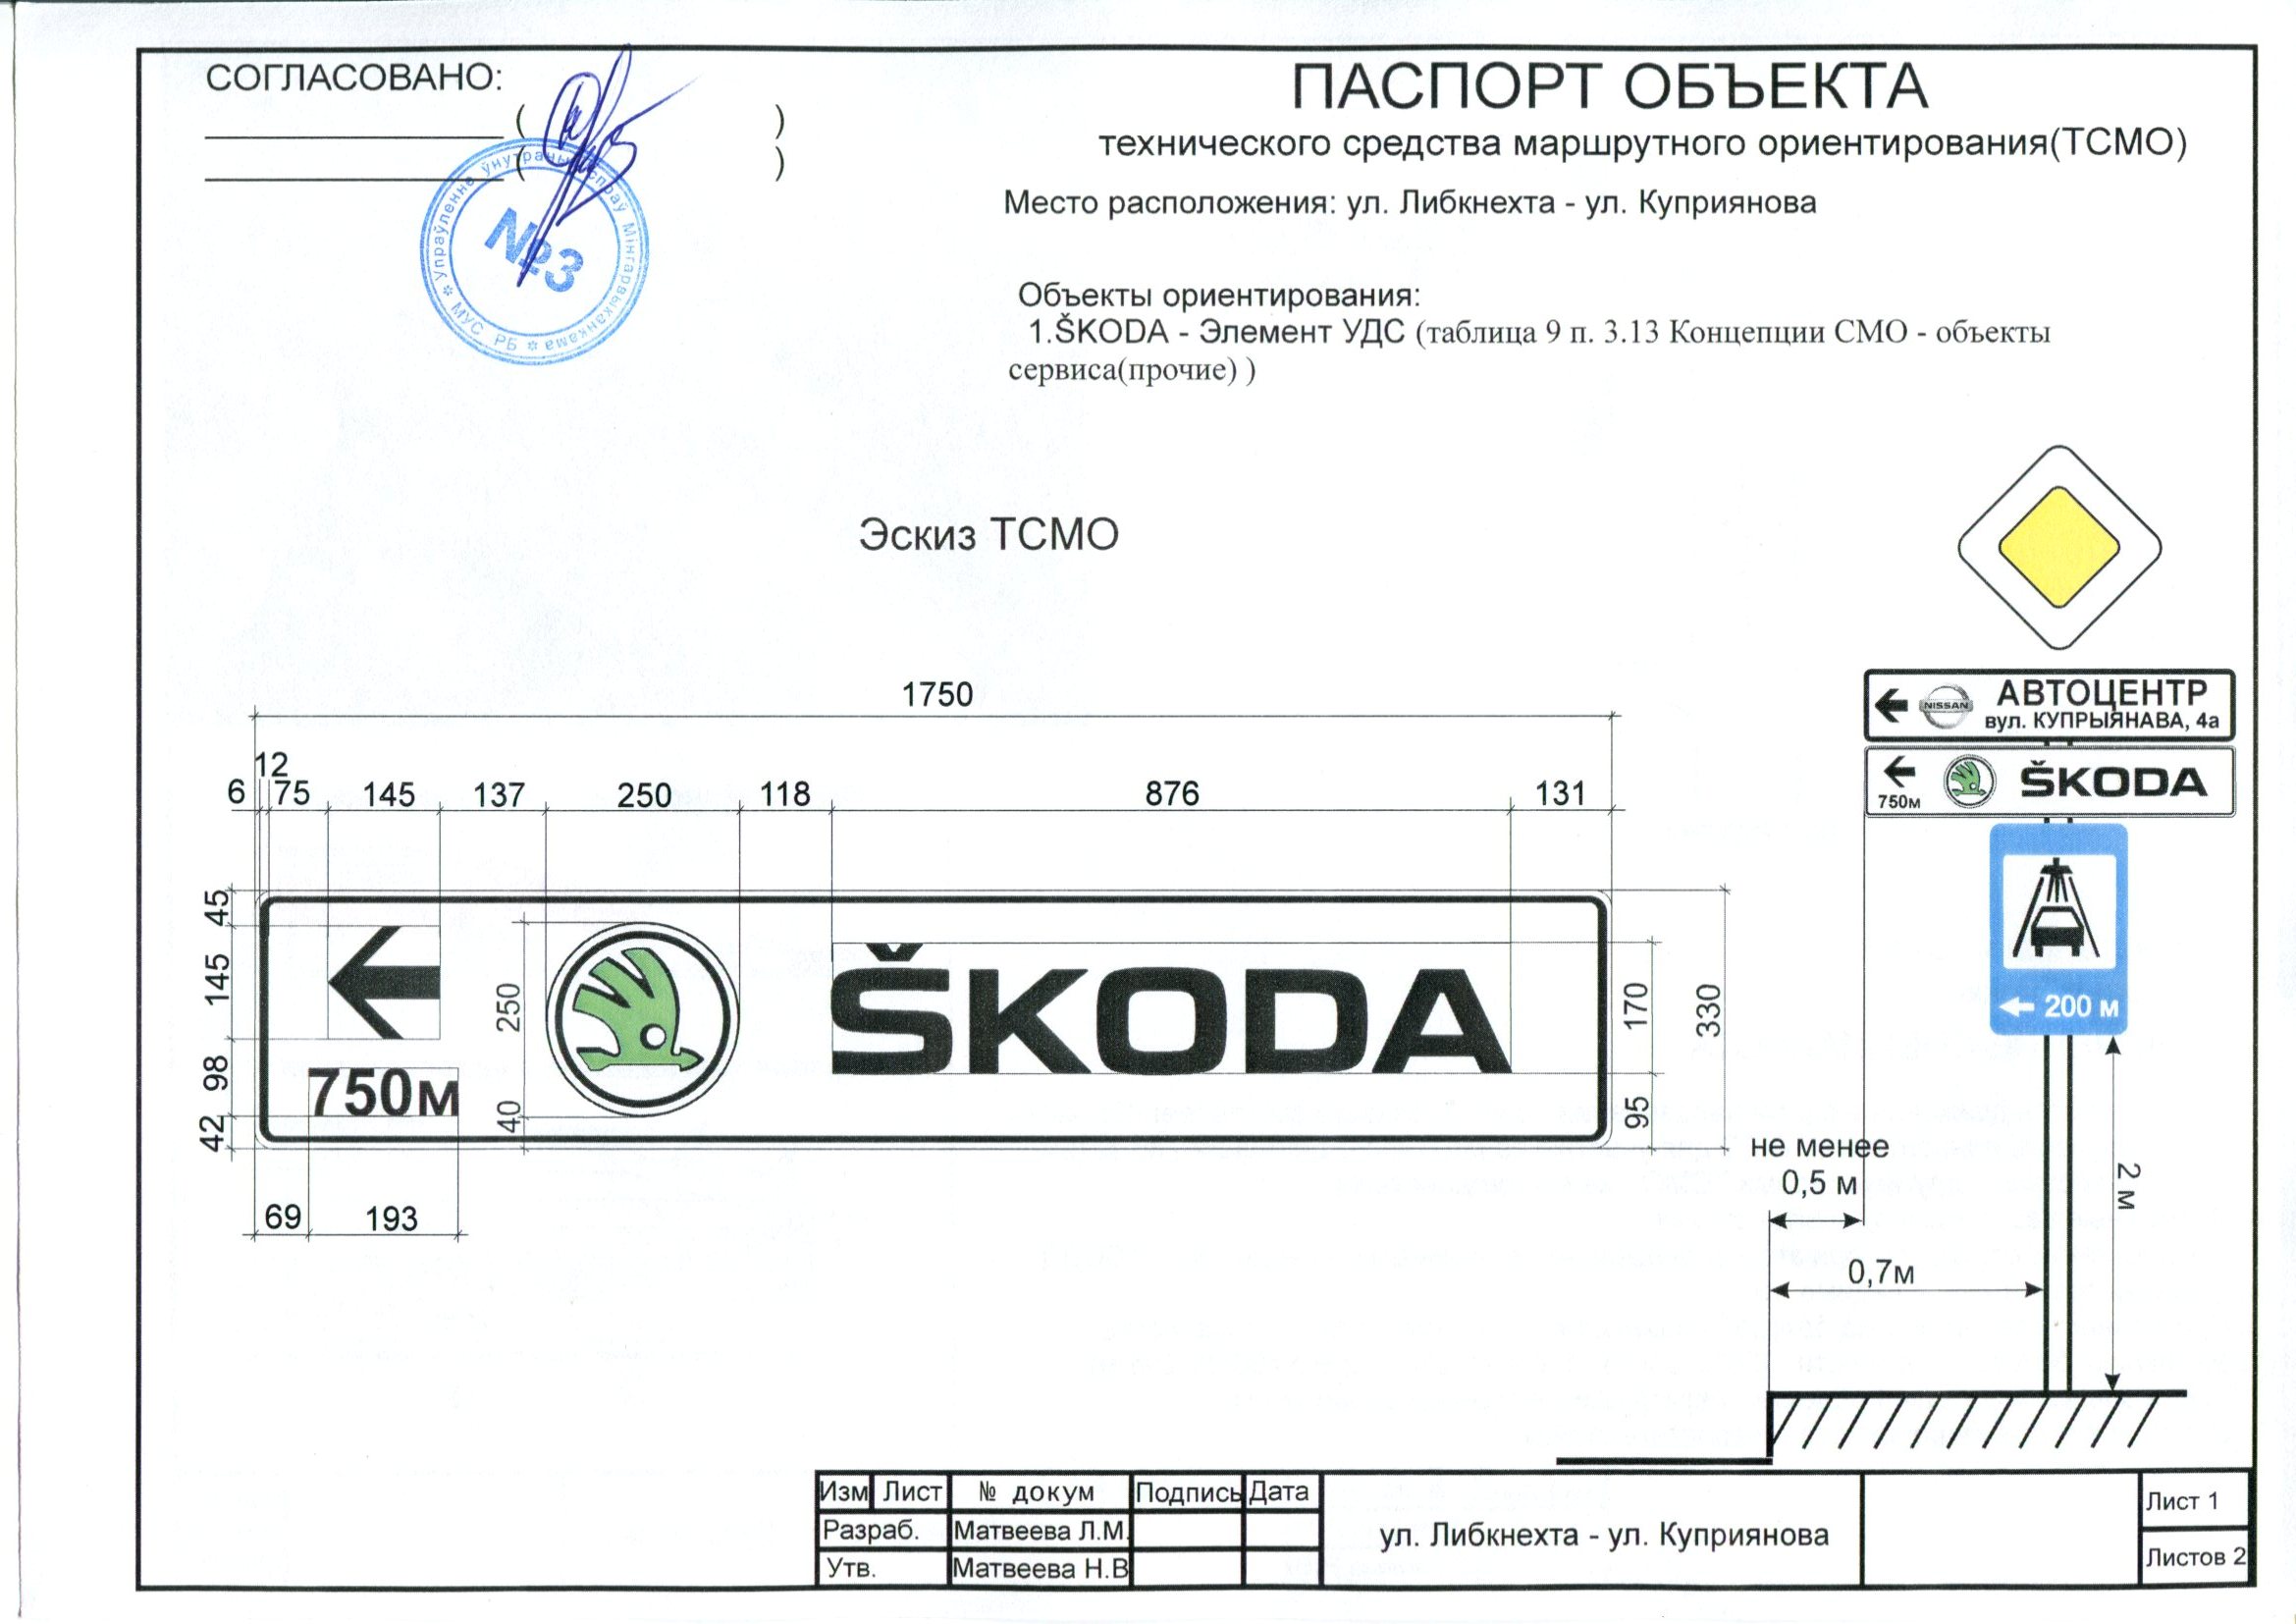 СОГЛАСОВАНО:
( )
( )
Упраўленне ўнутраных спраў Мінгарвыканкама * МУС РБ *
№3
ПАСПОРТ ОБЪЕКТА
технического средства маршрутного ориентирования(ТСМО)
Место расположения: ул. Либкнехта - ул. Куприянова
Объекты ориентирования:
1.ŠKODA - Элемент УДС (таблица 9 п. 3.13 Концепции СМО - объекты
сервиса(прочие) )
Эскиз ТСМО
1750
12
6 75 145 137 250 118 876 131
45
145
98
42
250
40
750м
ŠKODA
170
95
330
69 193
NISSAN
АВТОЦЕНТР
вул. КУПРЫЯНАВА, 4а
750м
ŠKODA
200 м
не менее
0,5 м
2 м
0,7м
Изм Лист № докум Подпись Дата
Разраб. Матвеева Л.М.
Утв. Матвеева Н.В
ул. Либкнехта - ул. Куприянова
Лист 1
Листов 2